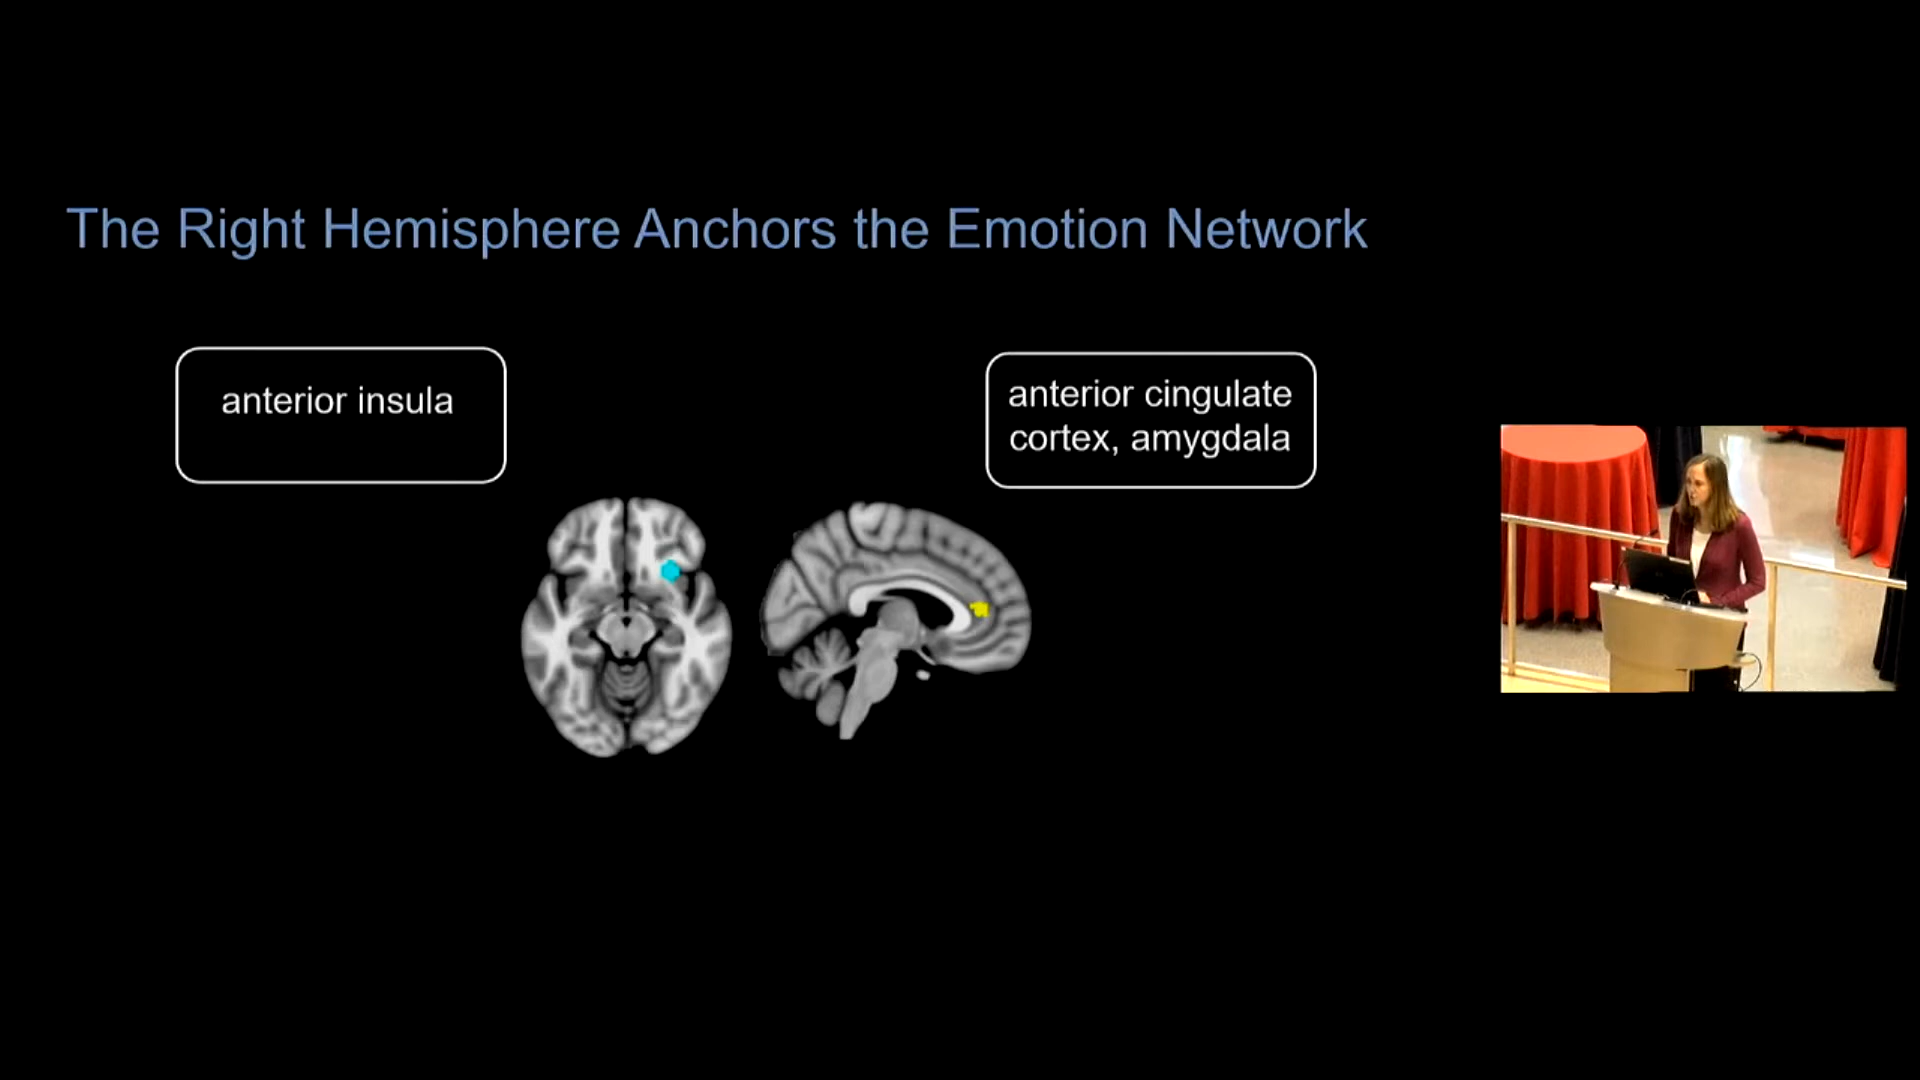 The Right Hemisphere Anchors the Emotion Network
anterior insula
anterior cingulate
cortex, amygdala